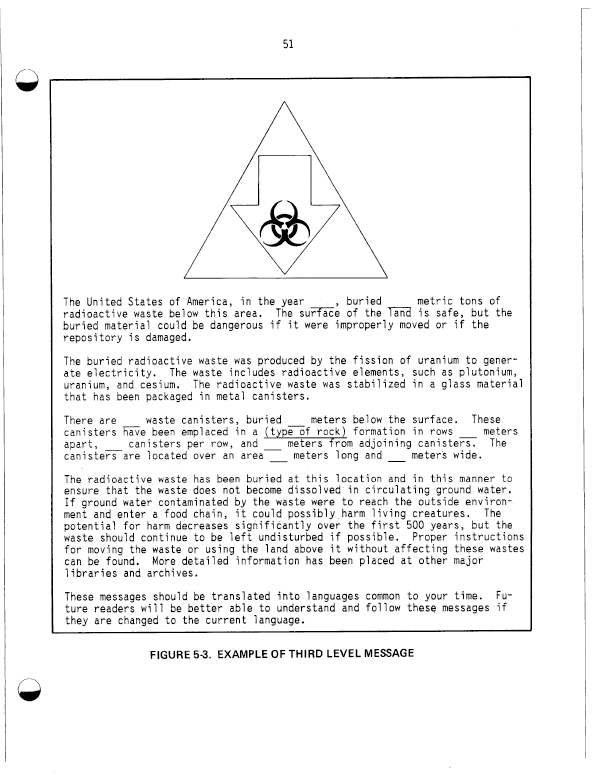 51
The United States of America, in the year ____, buried ____ metric tons of
radioactive waste below this area.  The surface of the land is safe, but the
buried material could be dangerous if it were improperly moved or if the
repository is damaged.
The buried radioactive waste was produced by the fission of uranium to gener-
ate electricity.  The waste includes radioactive elements, such as plutonium,
uranium, and cesium.  The radioactive waste was stabilized in a glass material
that has been packaged in metal canisters.
There are ___ waste canisters, buried ___ meters below the surface.  These
canisters have been emplaced in a (type of rock) formation in rows ___ meters
apart, ___ canisters per row, and ___ meters from adjoining canisters.  The
canisters are located over an area ___ meters long and ___ meters wide.
The radioactive waste has been buried at this location and in this manner to
ensure that the waste does not become dissolved in circulating ground water.
If ground water contaminated by the waste were to reach the outside environ-
ment and enter a food chain, it could possibly harm living creatures.  The
potential for harm decreases significantly over the first 500 years, but the
waste should continue to be left undisturbed if possible.  Proper instructions
for moving the waste or using the land above it without affecting these wastes
can be found.  More detailed information has been placed at other major
libraries and archives.
These messages should be translated into languages common to your time.  Fu-
ture readers will be better able to understand and follow these messages if
they are changed to the current language.
FIGURE 5-3. EXAMPLE OF THIRD LEVEL MESSAGE